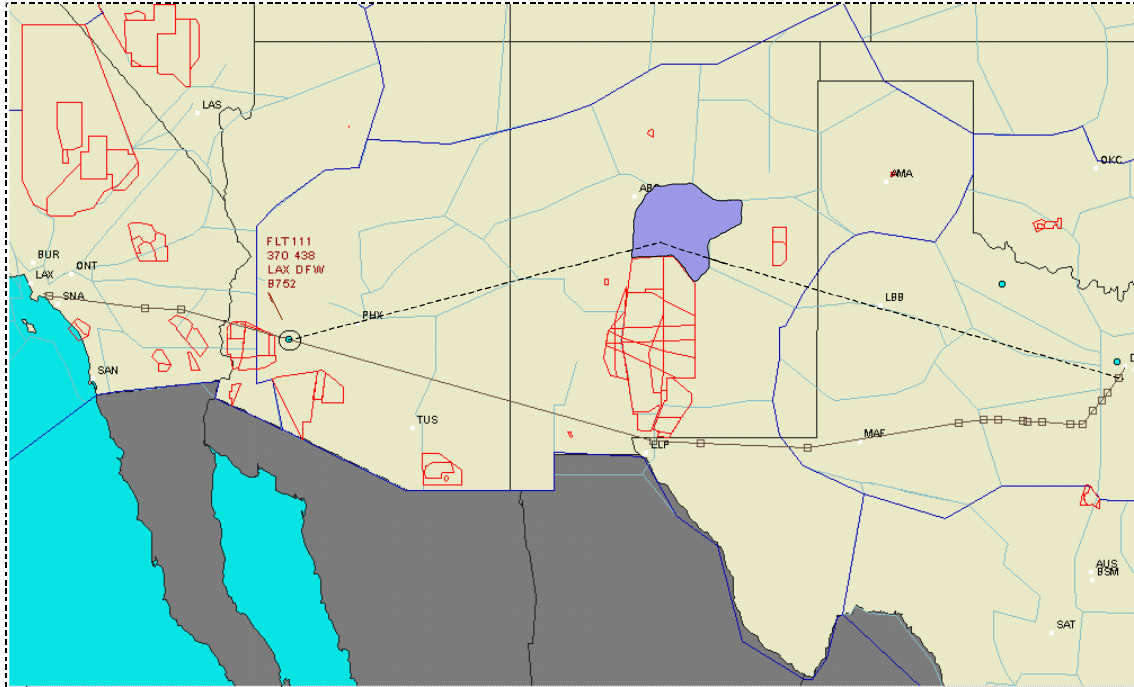 LAS
OKC
AMA
ABQ
FLT111
370 438
LAX DFW
B752
BUR
LAX
ONT
SNA
PHX
LBB
SAN
TUS
ELP
MAF
AUS
BSM
SAT